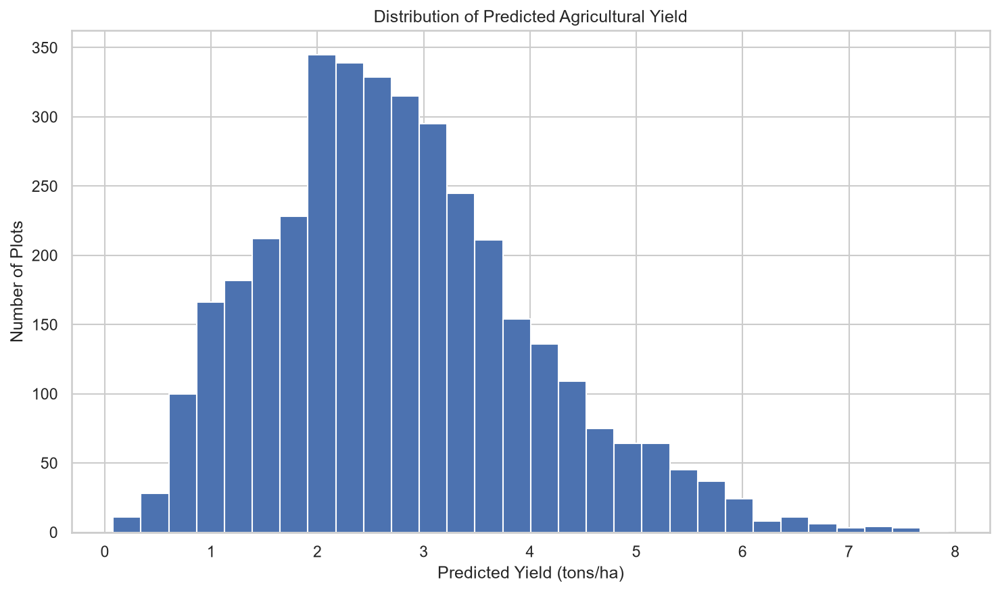 Distribution of Predicted Agricultural Yield
350
300
250
200
150
100
50
0
Number of Plots
0 1 2 3 4 5 6 7 8
Predicted Yield (tons/ha)